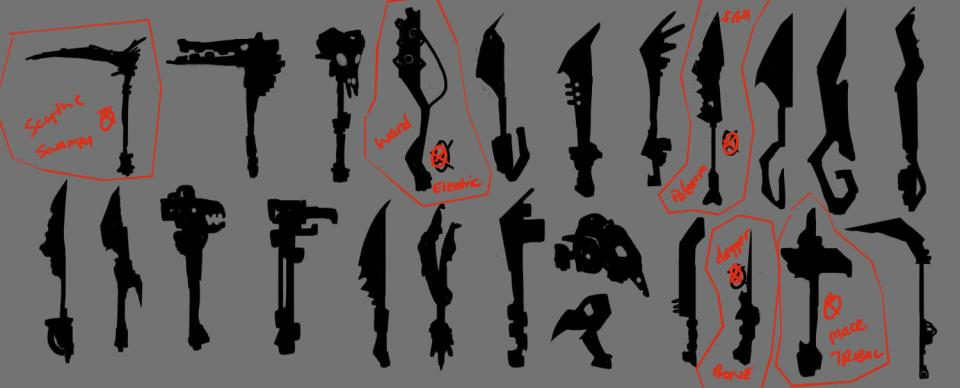 Scythe
Swampy
Wand
Electric
FISH
Polearm
dagger
BONE
mace
TRIBAL